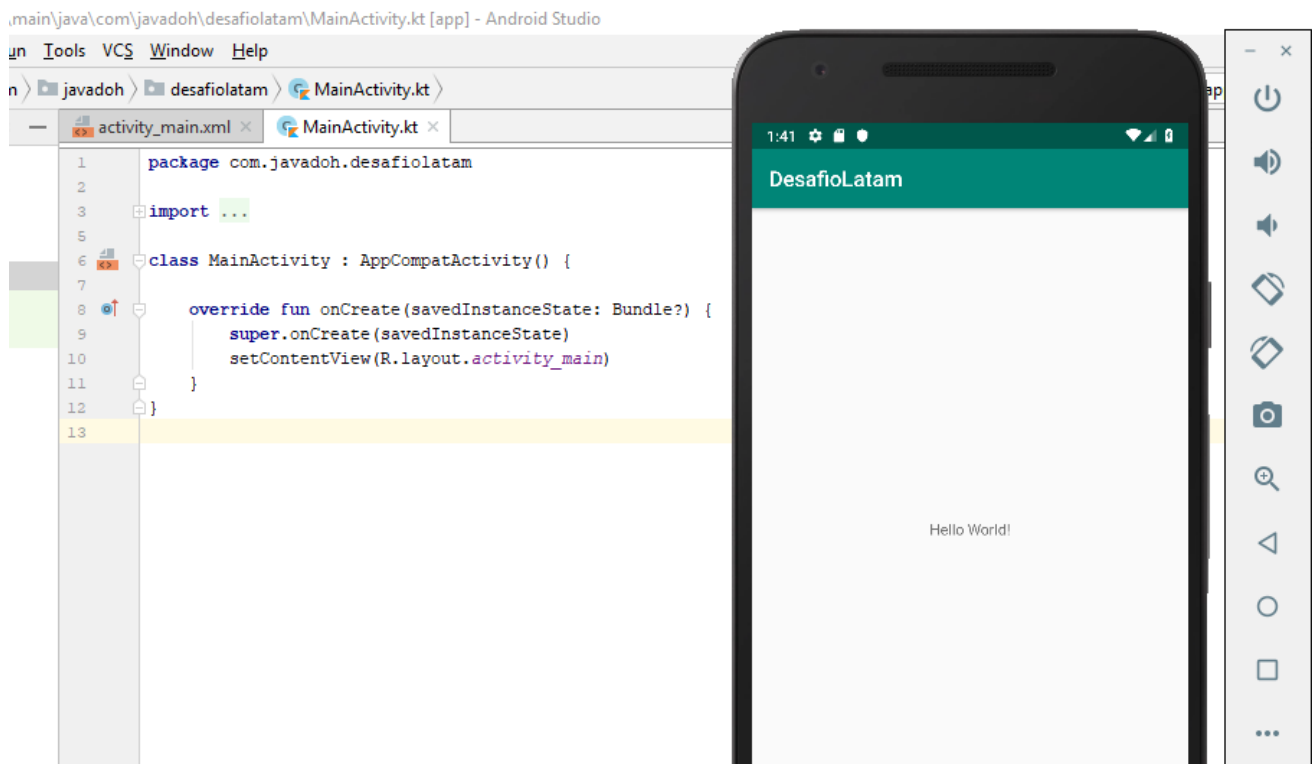 \main\java\com\javadoh\desafiolatam\MainActivity.kt [app] - Android Studio
un Tools VCS Window Help
n javadoh desafiolatam MainActivity.kt ap
activity_main.xml MainActivity.kt
1 package com.javadoh.desafiolatam
2
3 import ...
5
6 class MainActivity : AppCompatActivity() {
7
8 override fun onCreate(savedInstanceState: Bundle?) {
9 super.onCreate(savedInstanceState)
10 setContentView(R.layout.activity_main)
11 }
12 }
13
1:41
DesafioLatam
Hello World!